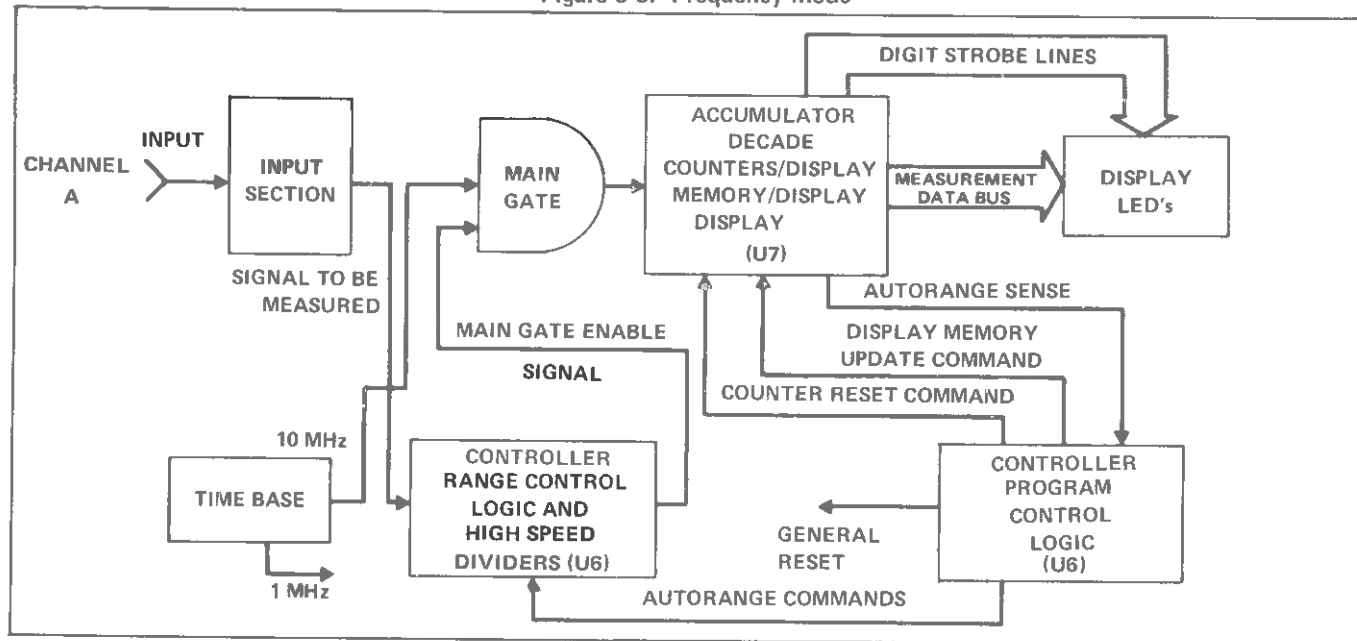 CHANNEL
A
INPUT
INPUT
SECTION
SIGNAL TO BE
MEASURED
MAIN
GATE
MAIN GATE ENABLE
SIGNAL
10 MHz
TIME BASE
1 MHz
CONTROLLER
RANGE CONTROL
LOGIC AND
HIGH SPEED
DIVIDERS (U6)
ACCUMULATOR
DECADE
COUNTERS/DISPLAY
MEMORY/DISPLAY
DISPLAY
(U7)
DIGIT STROBE LINES
MEASUREMENT
DATA BUS
DISPLAY
LED's
AUTORANGE SENSE
DISPLAY MEMORY
UPDATE COMMAND
COUNTER RESET COMMAND
CONTROLLER
PROGRAM
CONTROL
LOGIC
(U6)
GENERAL
RESET
AUTORANGE COMMANDS